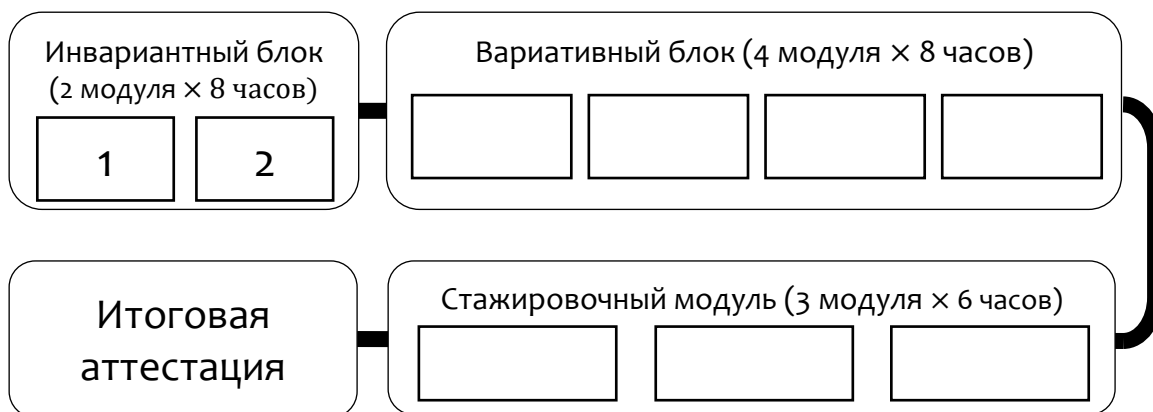 Инвариантный блок
(2 модуля × 8 часов)
1 2
Вариативный блок (4 модуля × 8 часов)
Стажировочный модуль (3 модуля × 6 часов)
Итоговая
аттестация